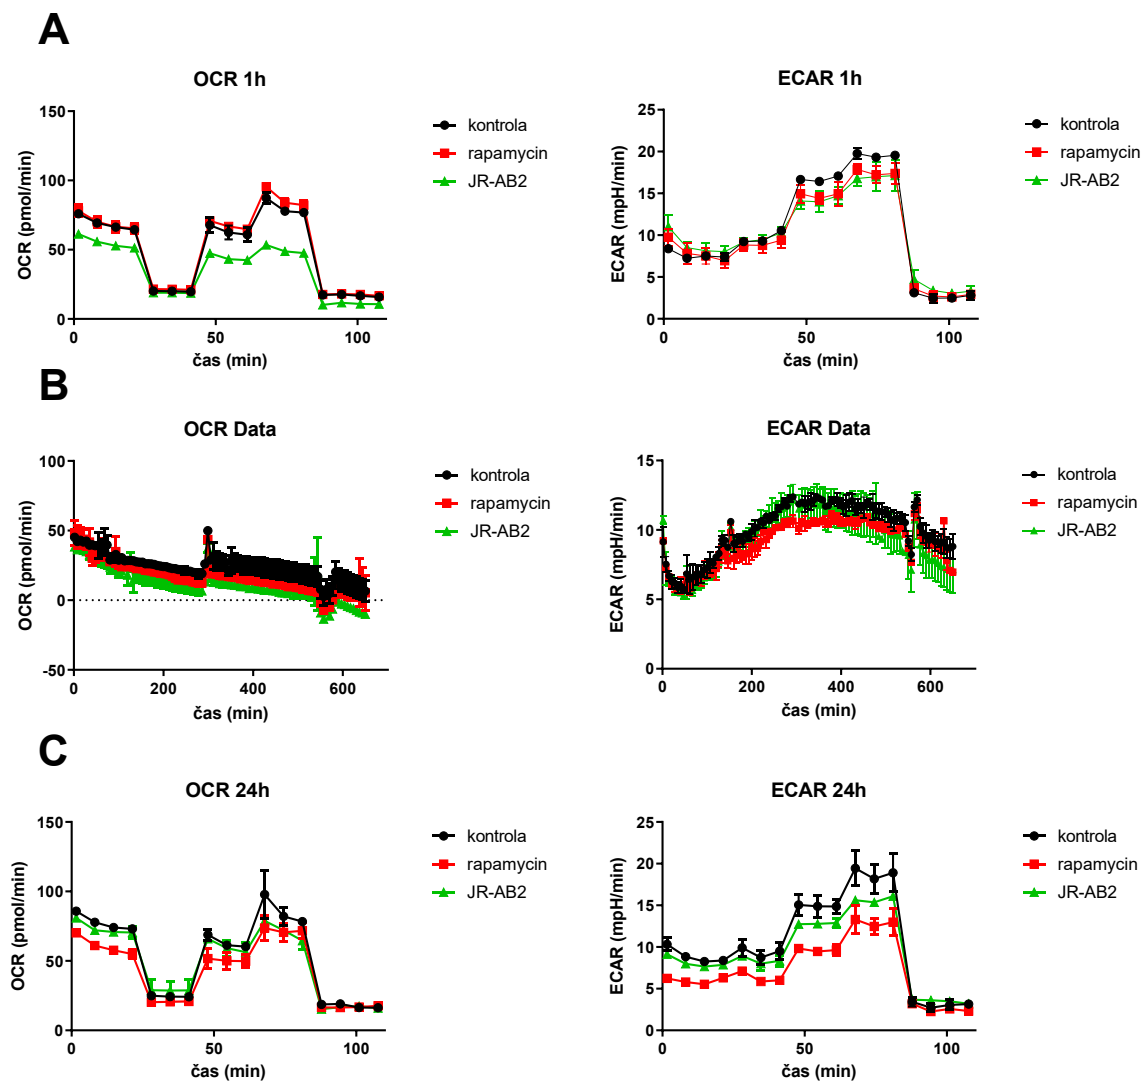 A
OCR 1h
OCR (pmol/min)
150
100
50
0
0
50
100
čas (min)
kontrola
rapamycin
JR-AB2
ECAR 1h
ECAR (mpH/min)
25
20
15
10
5
0
0
50
100
čas (min)
kontrola
rapamycin
JR-AB2
B
OCR Data
OCR (pmol/min)
100
50
0
-50
0
200
400
600
čas (min)
kontrola
rapamycin
JR-AB2
ECAR Data
ECAR (mpH/min)
15
10
5
0
0
200
400
600
čas (min)
kontrola
rapamycin
JR-AB2
C
OCR 24h
OCR (pmol/min)
150
100
50
0
0
50
100
čas (min)
kontrola
rapamycin
JR-AB2
ECAR 24h
ECAR (mpH/min)
25
20
15
10
5
0
0
50
100
čas (min)
kontrola
rapamycin
JR-AB2